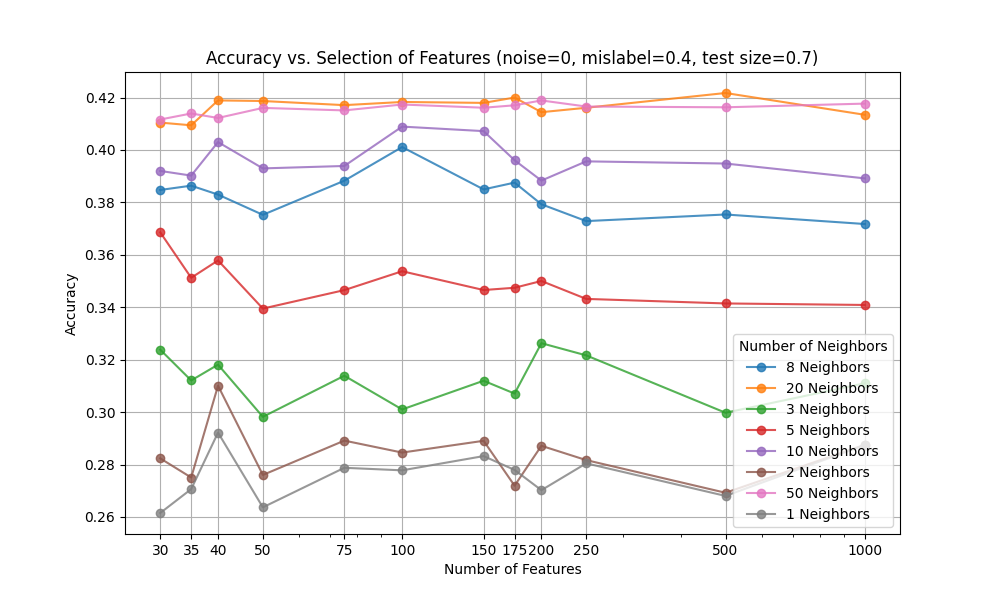 Accuracy vs. Selection of Features (noise=0, mislabel=0.4, test size=0.7)
Accuracy
0.42
0.40
0.38
0.36
0.34
0.32
0.30
0.28
0.26
Number of Neighbors
8 Neighbors
20 Neighbors
3 Neighbors
5 Neighbors
10 Neighbors
2 Neighbors
50 Neighbors
1 Neighbors
30 35 40 50 75 100 150 175 200 250 500 1000
Number of Features